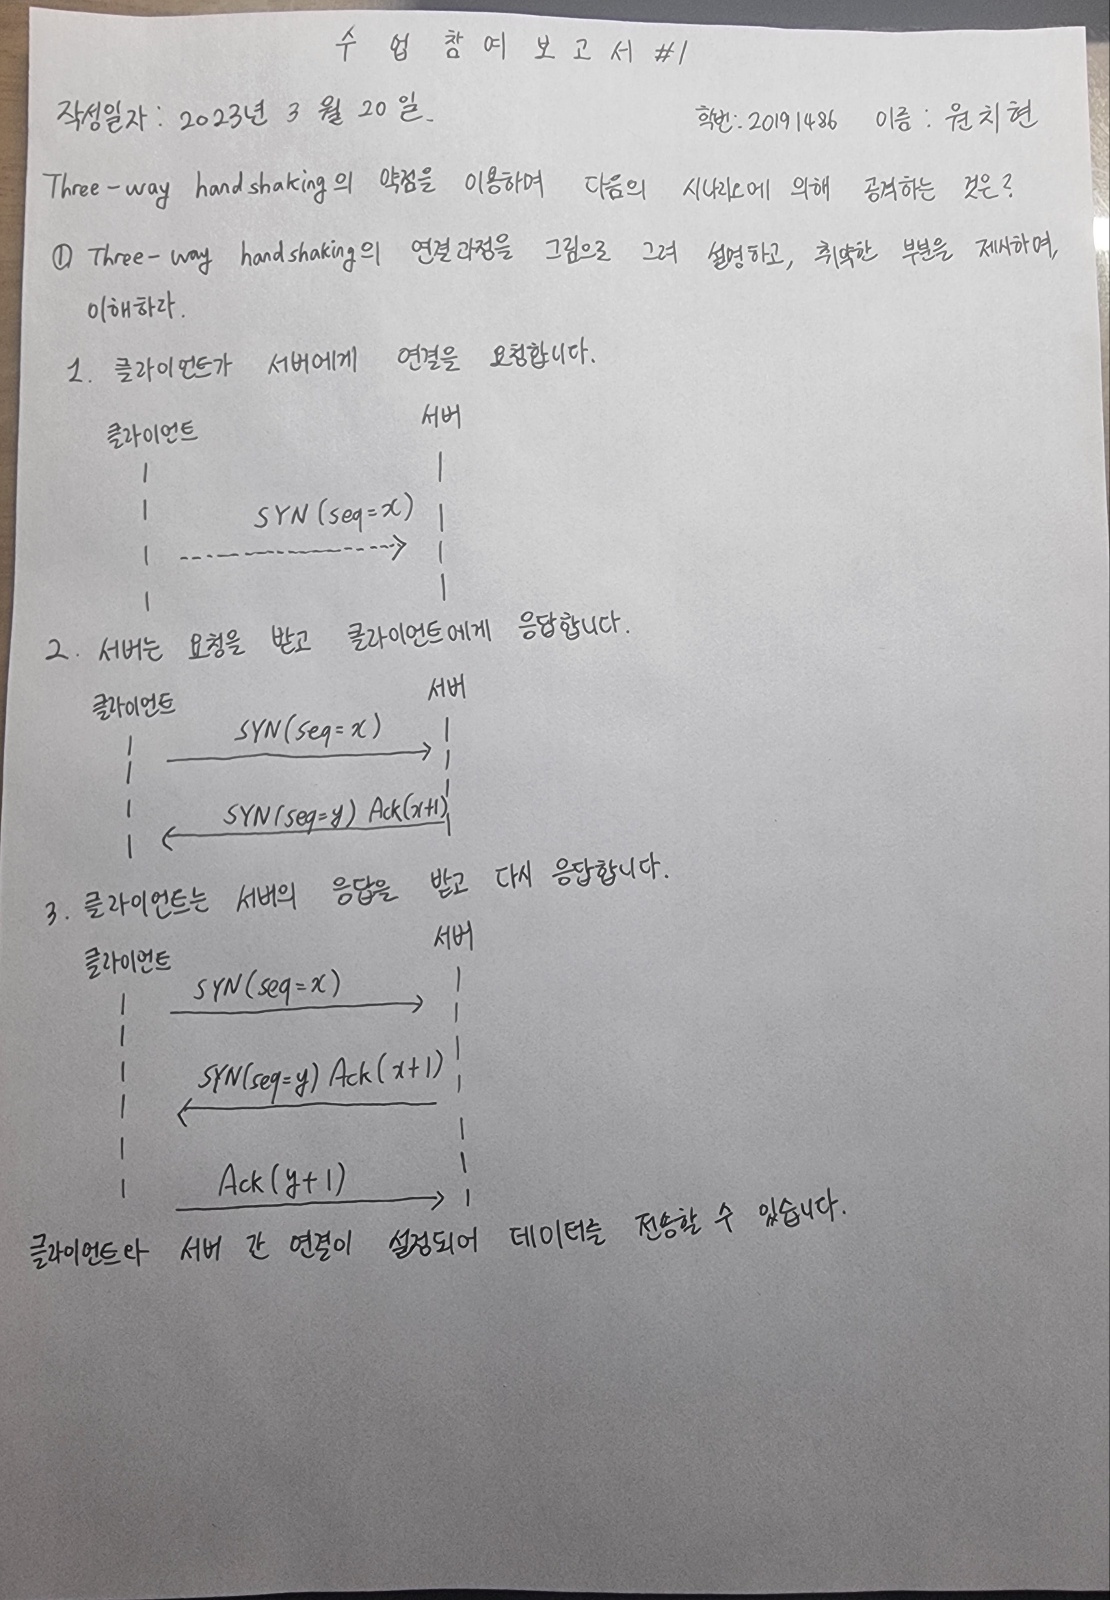 수 업 참 여 보 고 서 #1
작성일자 : 2023년 3 월 20 일.
학번 : 20191486 이름 : 원치현
Three-way handshaking의 약점을 이용하여 다음의 시나리오에 의해 공격하는 것은?
① Three-way handshaking의 연결과정을 그림으로 그려 설명하고, 취약한 부분을 제시하여,
이해하라.
1. 클라이언트가 서버에게 연결을 요청합니다.
클라이언트 서버
SYN(seq=x)
2. 서버는 요청을 받고 클라이언트에게 응답합니다.
클라이언트 서버
SYN(seq=x)
SYN(seq=y) Ack(x+1)
3. 클라이언트는 서버의 응답을 받고 다시 응답합니다.
클라이언트 서버
SYN(seq=x)
SYN(seq=y) Ack(x+1)
Ack(y+1)
클라이언트와 서버 간 연결이 설정되어 데이터를 전송할 수 있습니다.